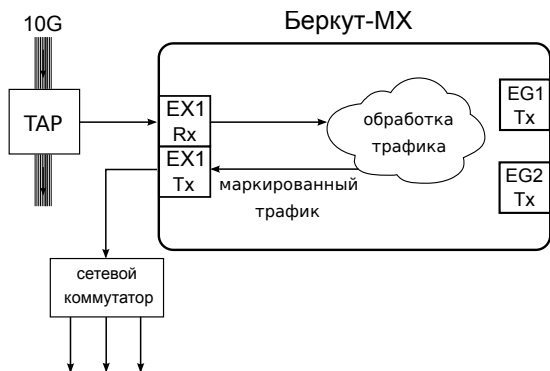 Беркут-МХ
10G
TAP
EX1
Rx
EX1
Tx
обработка
трафика
маркированный
трафик
EG1
Tx
EG2
Tx
сетевой
коммутатор